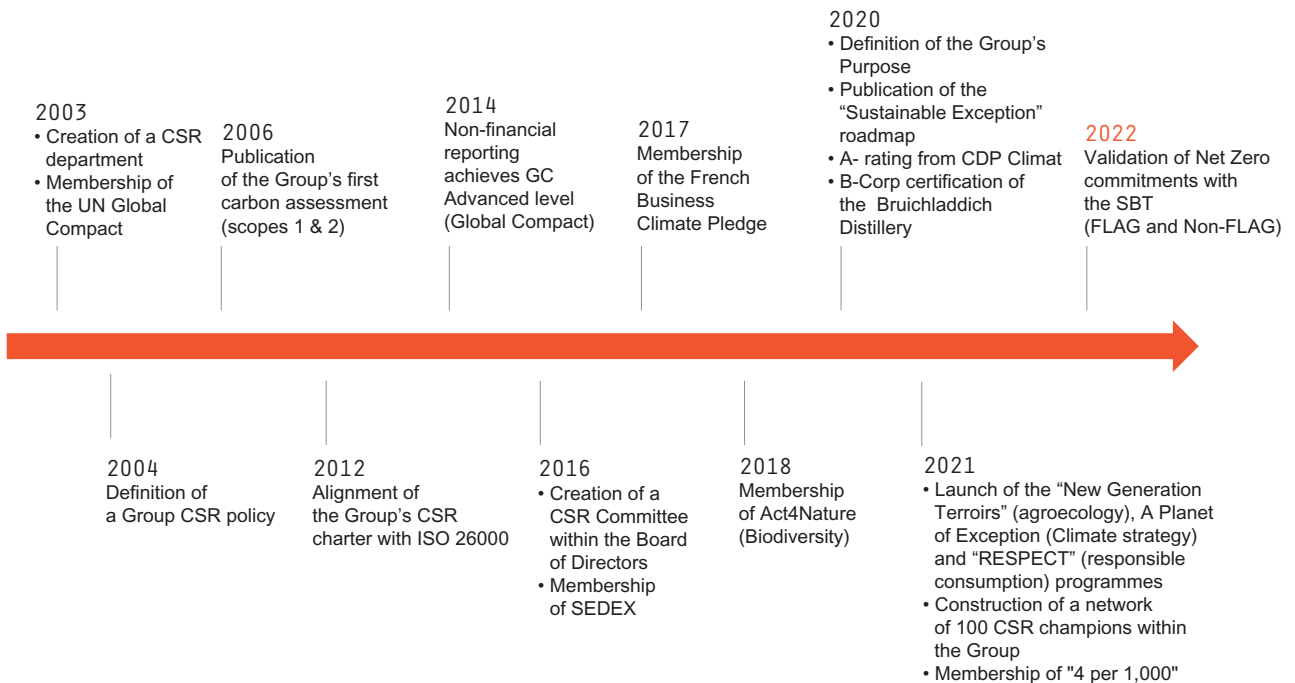 2003
• Creation of a CSR
department
• Membership of
the UN Global
Compact
2006
Publication
of the Group’s first
carbon assessment
(scopes 1 & 2)
2014
Non-financial
reporting
achieves GC
Advanced level
(Global Compact)
2017
Membership
of the French
Business
Climate Pledge
2020
• Definition of the Group’s
Purpose
• Publication of the
“Sustainable Exception”
roadmap
• A- rating from CDP Climat
• B-Corp certification of
the Bruichladdich
Distillery
2022
Validation of Net Zero
commitments with
the SBT
(FLAG and Non-FLAG)
2004
Definition of
a Group CSR policy
2012
Alignment of
the Group’s CSR
charter with ISO 26000
2016
• Creation of a
CSR Committee
within the Board
of Directors
• Membership
of SEDEX
2018
Membership
of Act4Nature
(Biodiversity)
2021
• Launch of the “New Generation
Terroirs” (agroecology), A Planet
of Exception (Climate strategy)
and “RESPECT” (responsible
consumption) programmes
• Construction of a network
of 100 CSR champions within
the Group
• Membership of "4 per 1,000"